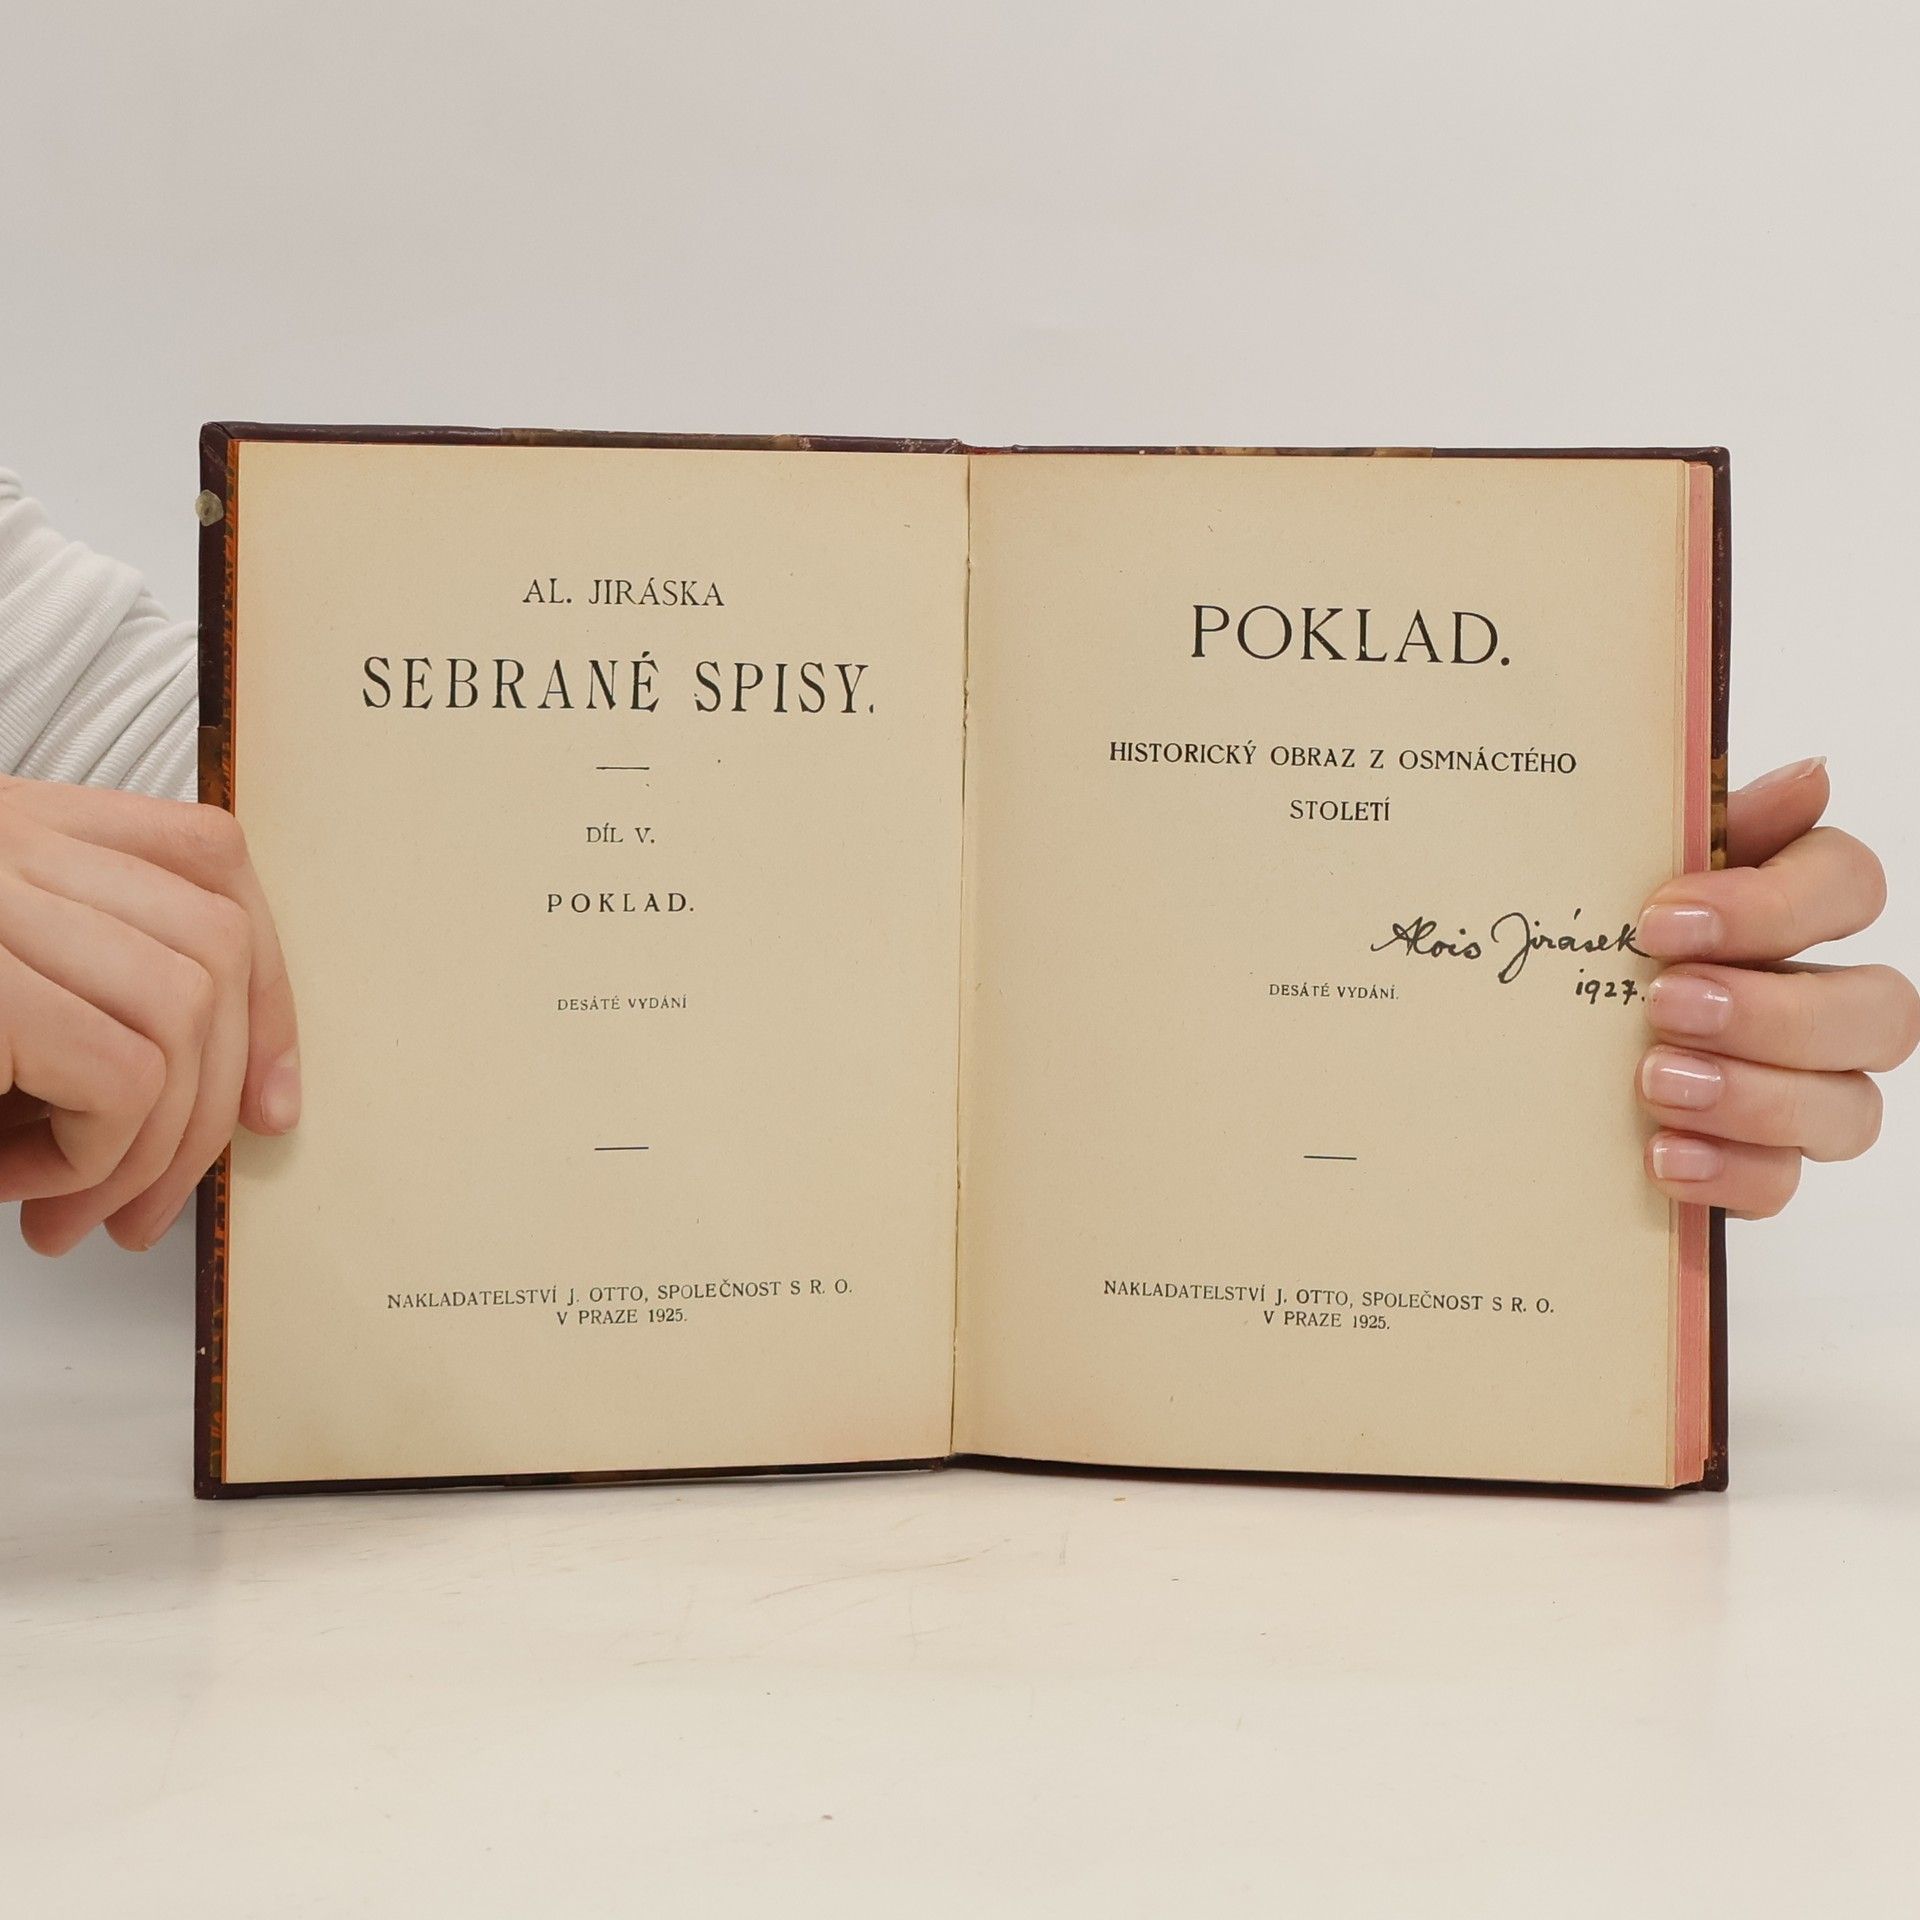 AL. JIRÁSKA
SEBRANÉ SPISY.
DÍL V.
POKLAD.
DESÁTÉ VYDÁNÍ
NAKLADATELSTVÍ J. OTTO, SPOLEČNOST S R. O.
V PRAZE 1925.
POKLAD.
HISTORICKÝ OBRAZ Z OSMNÁCTÉHO
STOLETÍ
Alois Jirásek
1927.
DESÁTÉ VYDÁNÍ.
NAKLADATELSTVÍ J. OTTO, SPOLEČNOST S R. O.
V PRAZE 1925.